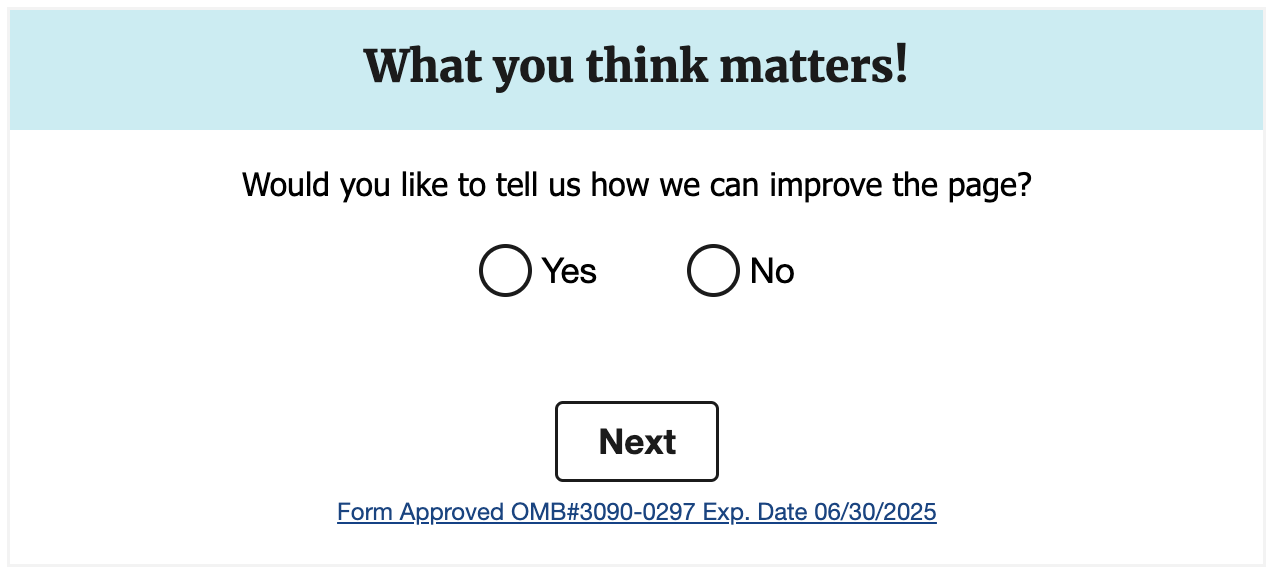 What you think matters!
Would you like to tell us how we can improve the page?
Yes No
Next
Form Approved OMB#3090-0297 Exp. Date 06/30/2025